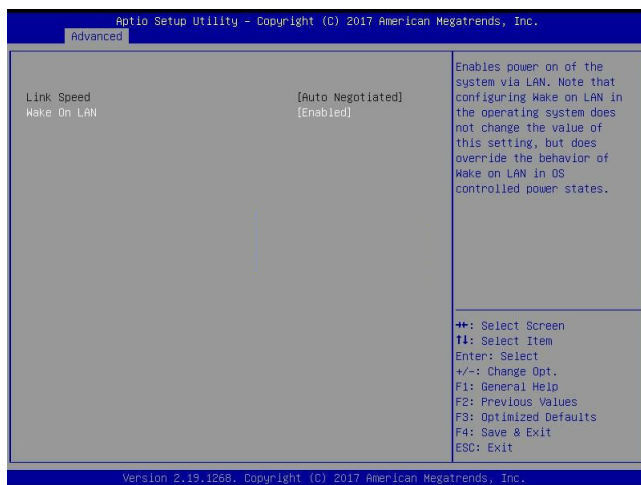 Aptio Setup Utility – Copyright (C) 2017 American Megatrends, Inc.
Advanced
Link Speed [Auto Negotiated]
Wake On LAN [Enabled]
Enables power on of the
system via LAN. Note that
configuring Wake on LAN in
the operating system does
not change the value of
this setting, but does
override the behavior of
Wake on LAN in OS
controlled power states.
→←: Select Screen
↑↓: Select Item
Enter: Select
+/-: Change Opt.
F1: General Help
F2: Previous Values
F3: Optimized Defaults
F4: Save & Exit
ESC: Exit
Version 2.19.1268. Copyright (C) 2017 American Megatrends, Inc.